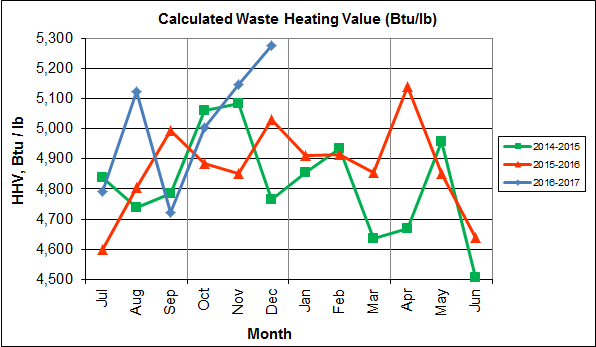 Calculated Waste Heating Value (Btu/lb)
HHV, Btu / lb
5,300
5,200
5,100
5,000
4,900
4,800
4,700
4,600
4,500
Jul
Aug
Sep
Oct
Nov
Dec
Jan
Feb
Mar
Apr
May
Jun
Month
2014-2015
2015-2016
2016-2017